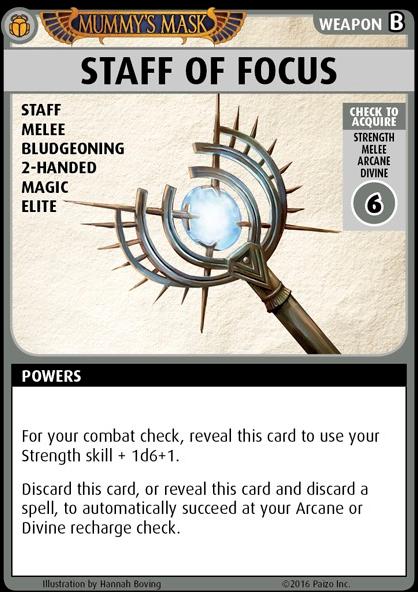 MUMMY'S MASK
WEAPON B
STAFF OF FOCUS
STAFF
MELEE
BLUDGEONING
2-HANDED
MAGIC
ELITE
CHECK TO
ACQUIRE
STRENGTH
MELEE
ARCANE
DIVINE
6
POWERS
For your combat check, reveal this card to use your
Strength skill + 1d6+1.
Discard this card, or reveal this card and discard a
spell, to automatically succeed at your Arcane or
Divine recharge check.
Illustration by Hannah Boving
©2016 Paizo Inc.